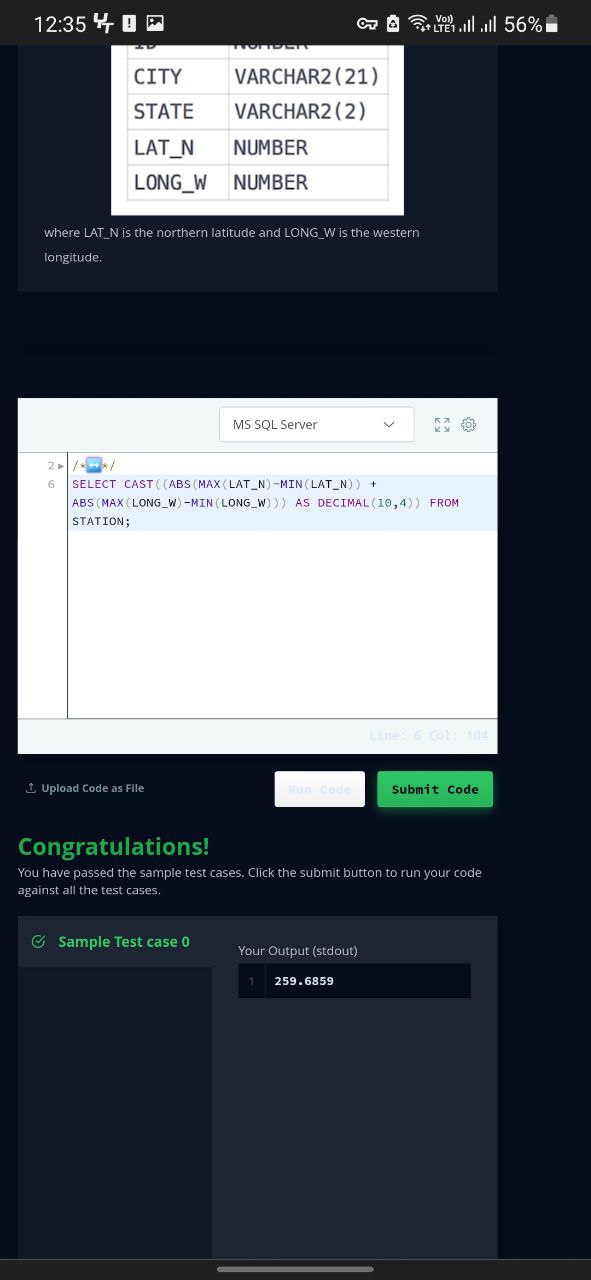 12:35
Vo))
LTE1
56%
ID NUMBER
CITY VARCHAR2(21)
STATE VARCHAR2(2)
LAT_N NUMBER
LONG_W NUMBER
where LAT_N is the northern latitude and LONG_W is the western
longitude.
MS SQL Server
2 /*↔*/
6 SELECT CAST((ABS(MAX(LAT_N)-MIN(LAT_N)) +
ABS(MAX(LONG_W)-MIN(LONG_W))) AS DECIMAL(10,4)) FROM
STATION;
Line: 6 Col: 104
Upload Code as File
Run Code
Submit Code
Congratulations!
You have passed the sample test cases. Click the submit button to run your code
against all the test cases.
Sample Test case 0
Your Output (stdout)
1 259.6859